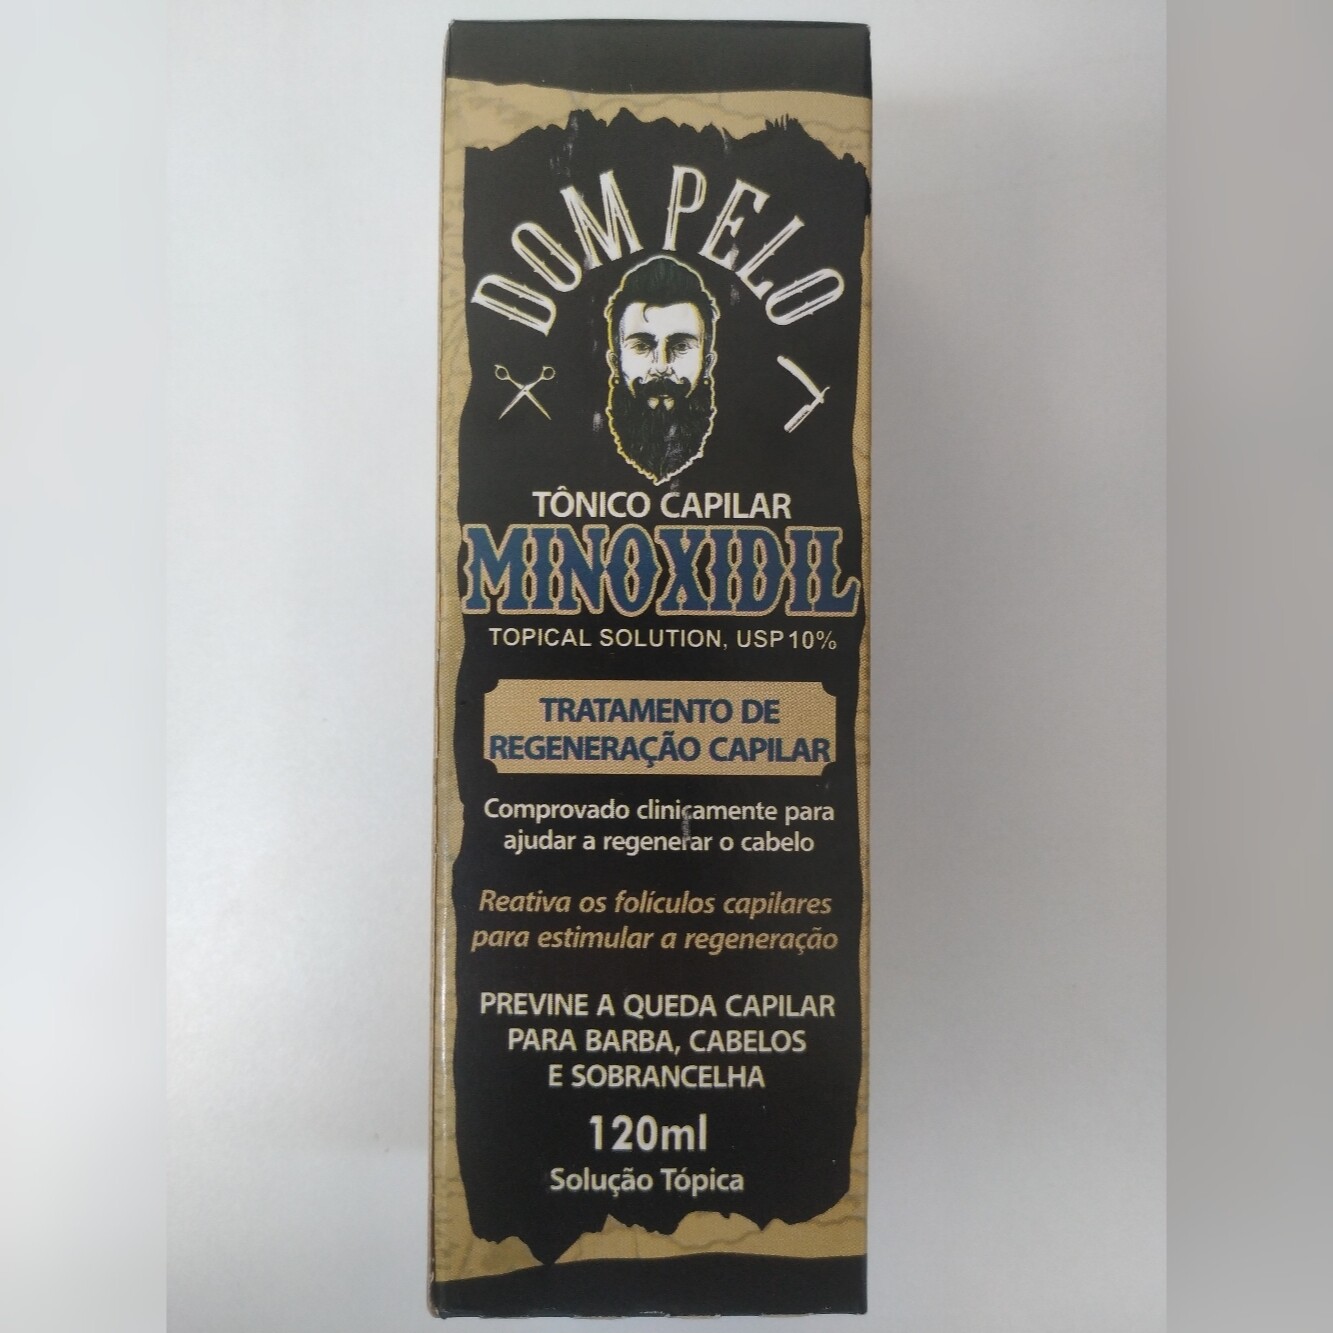 DOM PELO
TÔNICO CAPILAR
MINOXIDIL
TOPICAL SOLUTION, USP 10%
TRATAMENTO DE
REGENERAÇÃO CAPILAR
Comprovado clinicamente para
ajudar a regenerar o cabelo
Reativa os folículos capilares
para estimular a regeneração
PREVINE A QUEDA CAPILAR
PARA BARBA, CABELOS
E SOBRANCELHA
120ml
Solução Tópica